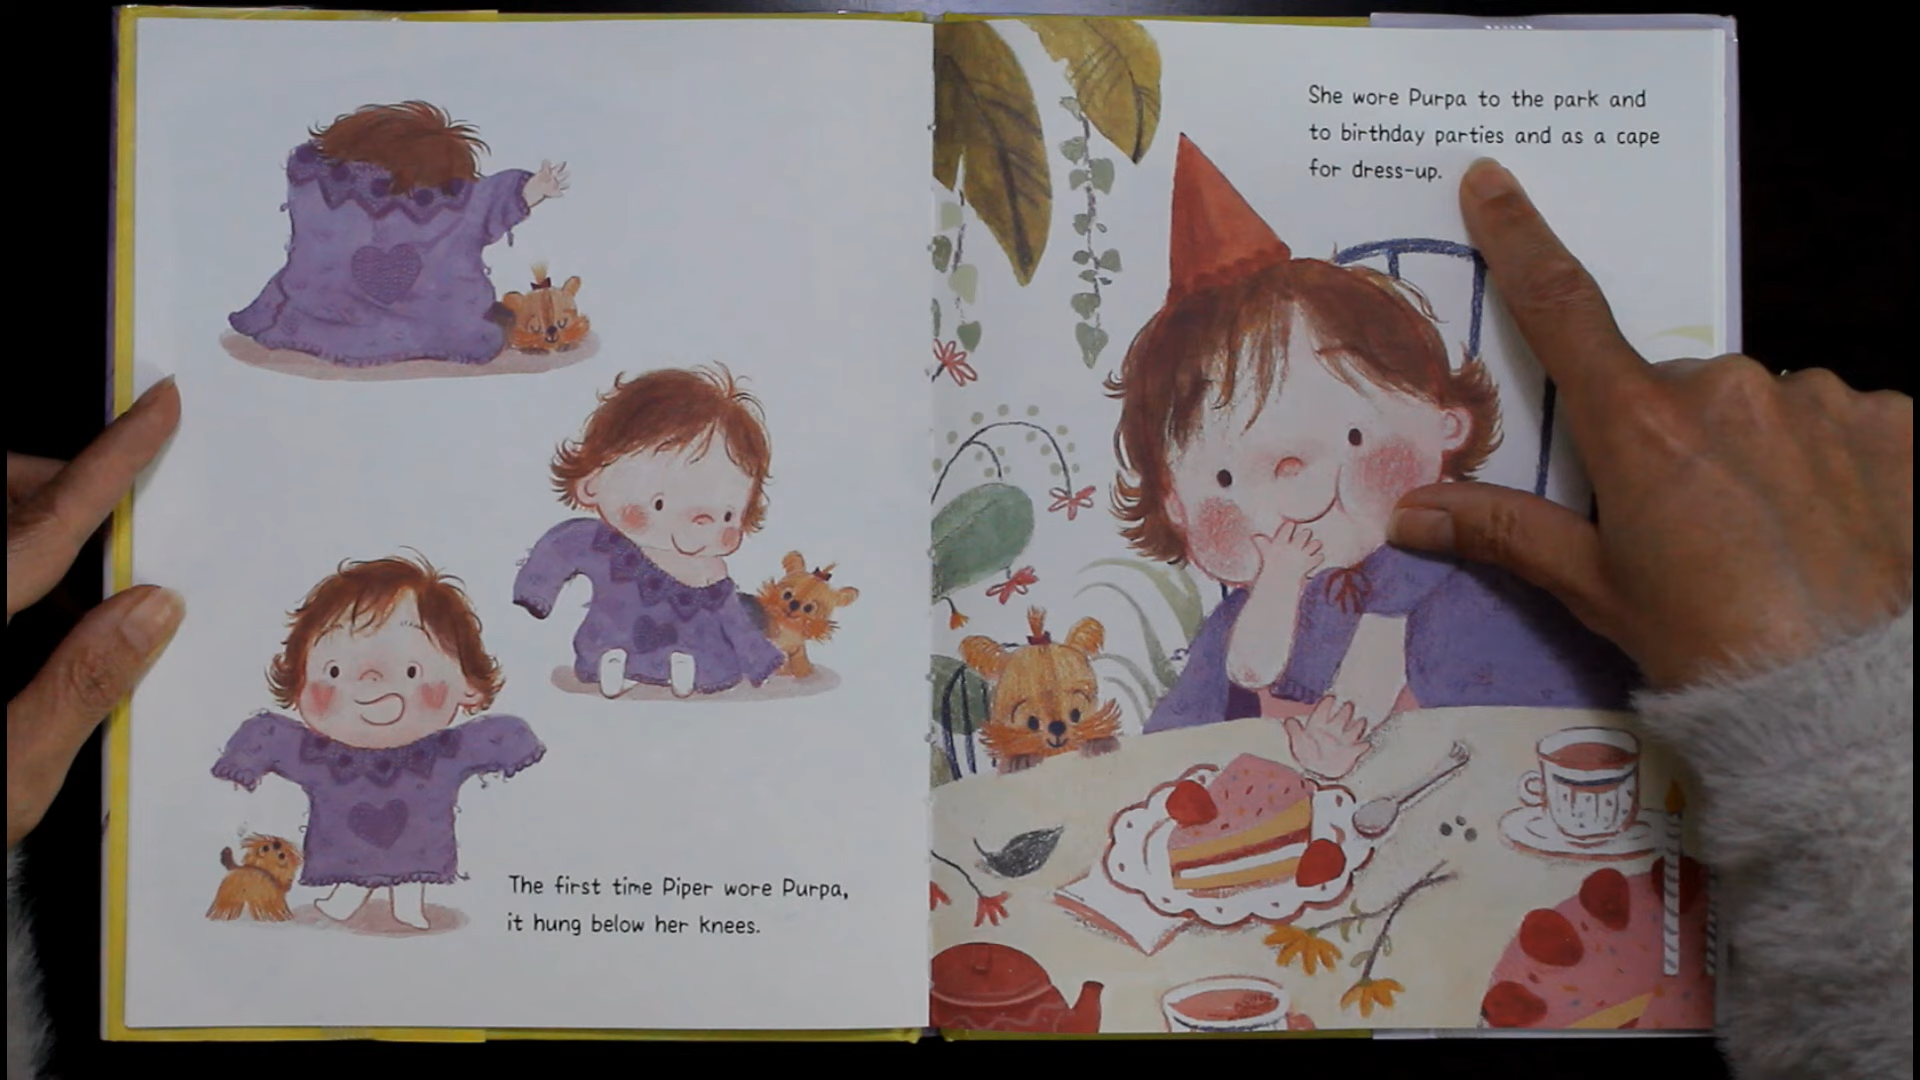 The first time Piper wore Purpa,
it hung below her knees.
She wore Purpa to the park and
to birthday parties and as a cape
for dress-up.